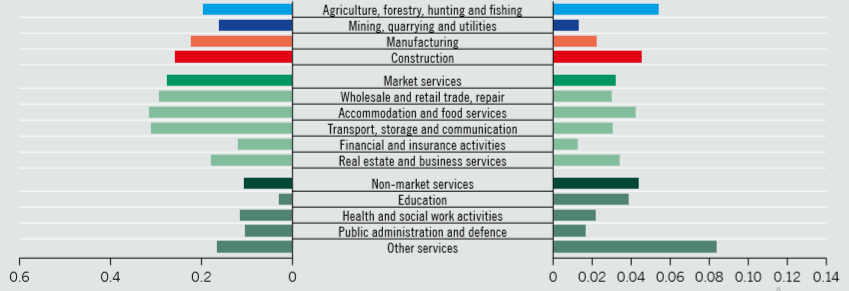 Agriculture, forestry, hunting and fishing
Mining, quarrying and utilities
Manufacturing
Construction
Market services
Wholesale and retail trade, repair
Accommodation and food services
Transport, storage and communication
Financial and insurance activities
Real estate and business services
Non-market services
Education
Health and social work activities
Public administration and defence
Other services
0.6 0.4 0.2 0 0 0.02 0.04 0.06 0.08 0.10 0.12 0.14